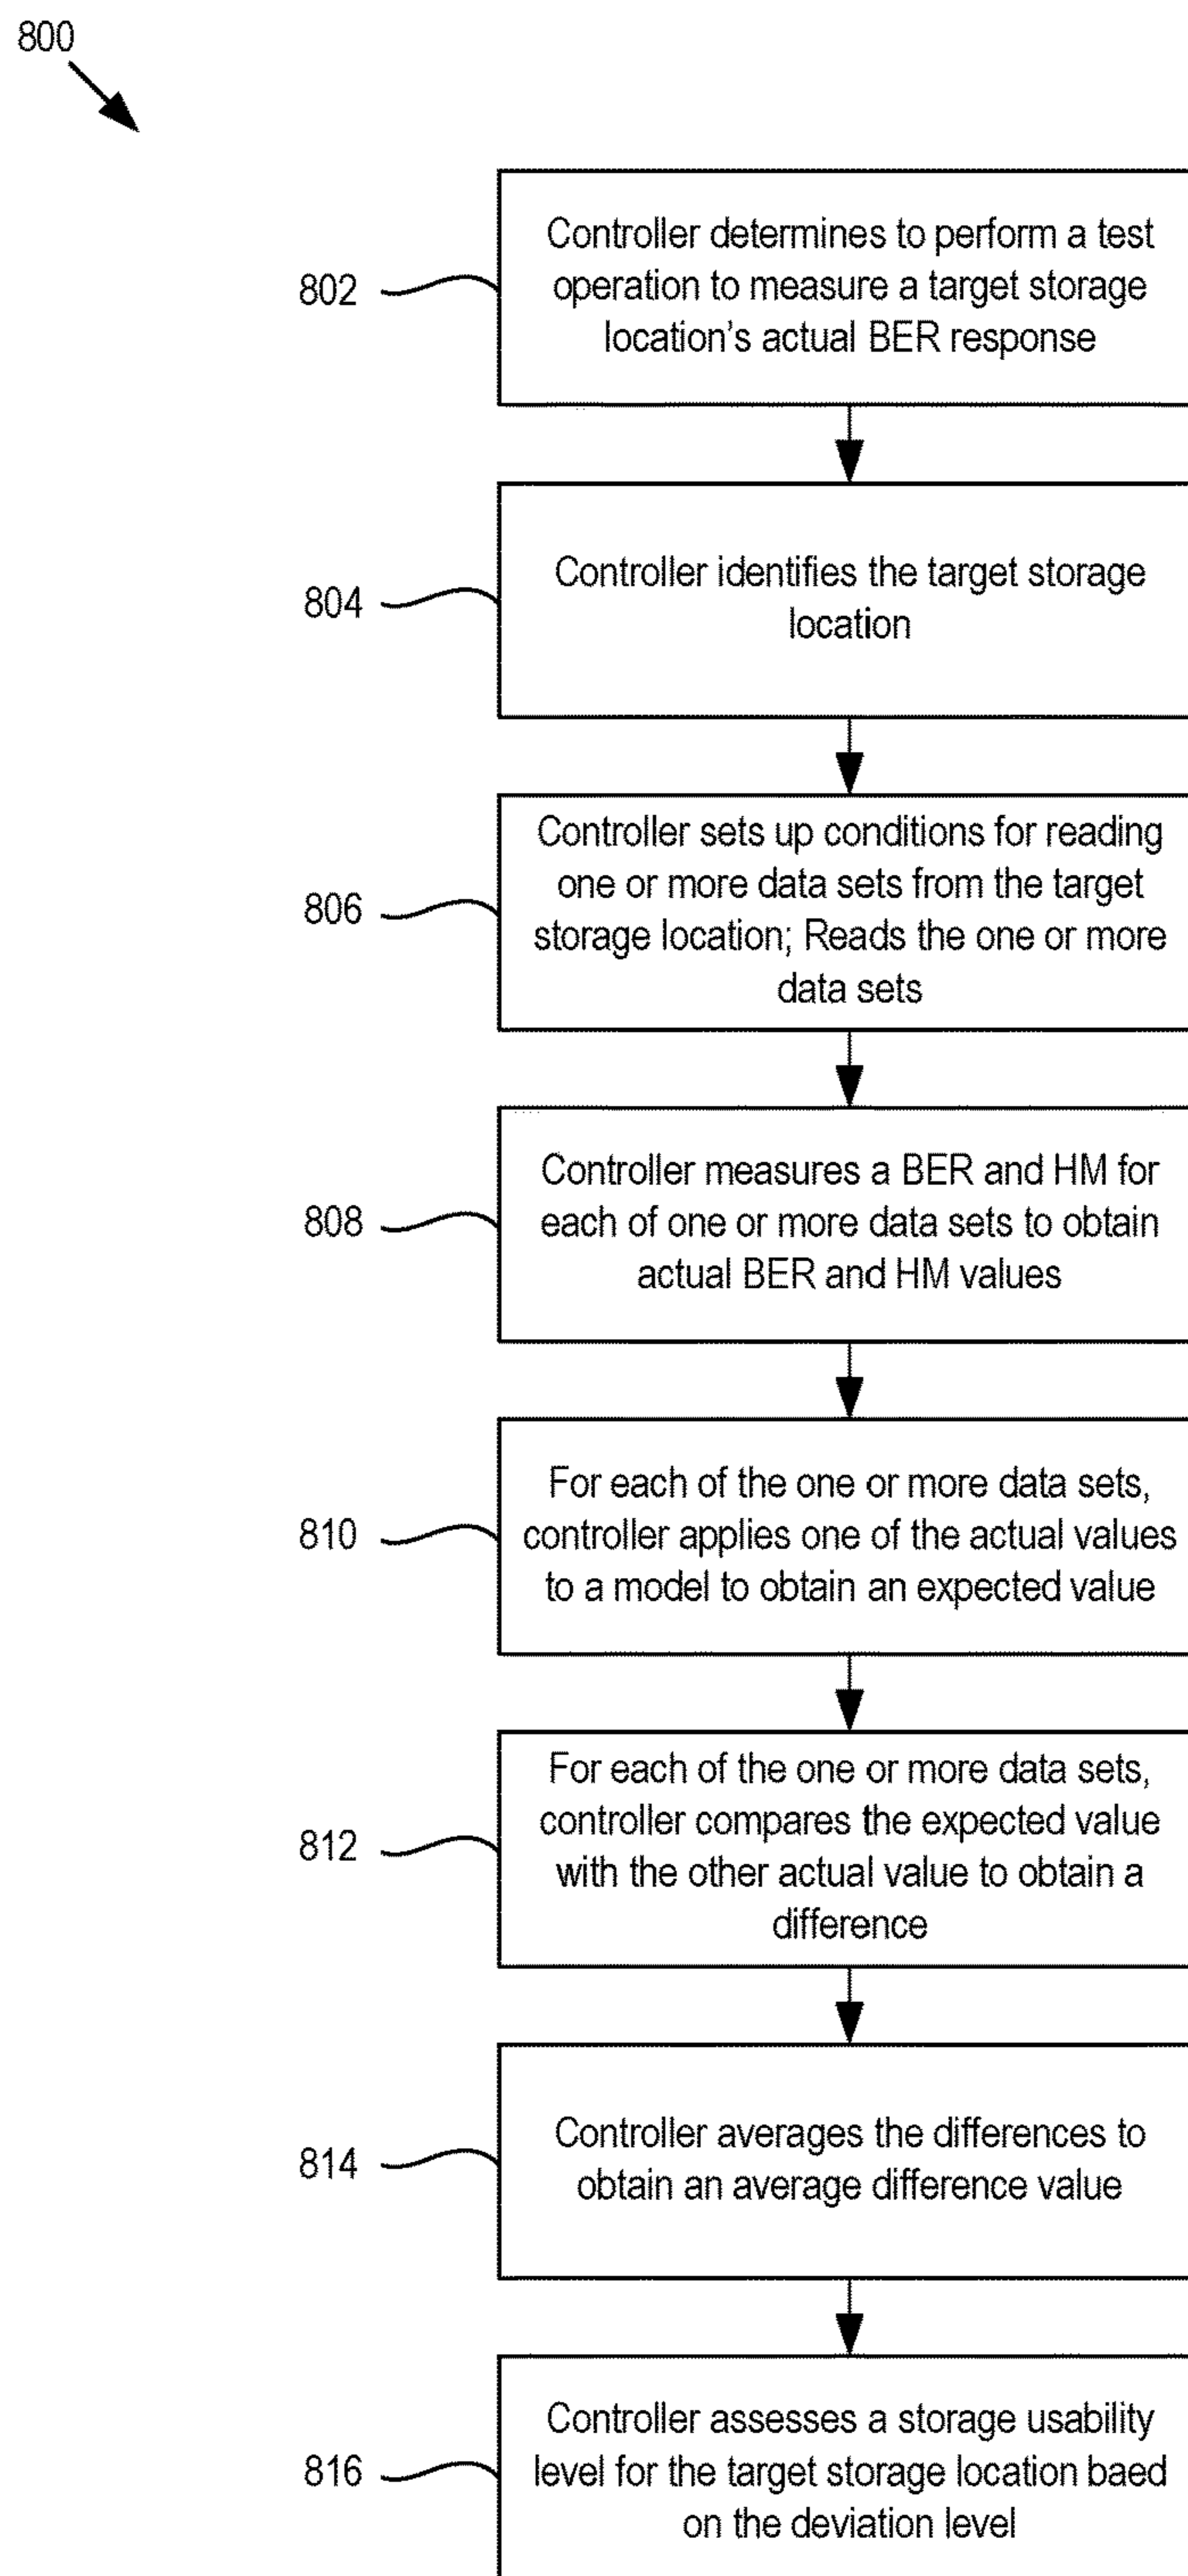 800
802
Controller determines to perform a test
operation to measure a target storage
location's actual BER response
804
Controller identifies the target storage
location
806
Controller sets up conditions for reading
one or more data sets from the target
storage location; Reads the one or more
data sets
808
Controller measures a BER and HM for
each of one or more data sets to obtain
actual BER and HM values
810
For each of the one or more data sets,
controller applies one of the actual values
to a model to obtain an expected value
812
For each of the one or more data sets,
controller compares the expected value
with the other actual value to obtain a
difference
814
Controller averages the differences to
obtain an average difference value
816
Controller assesses a storage usability
level for the target storage location baed
on the deviation level